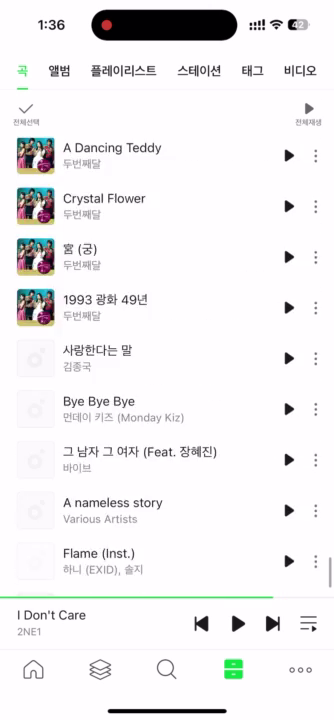 1:36
42
곡 앨범 플레이리스트 스테이션 태그 비디오
전체선택 전체재생
A Dancing Teddy
두번째달
Crystal Flower
두번째달
宮 (궁)
두번째달
1993 광화 49년
두번째달
사랑한다는 말
김종국
Bye Bye Bye
먼데이 키즈 (Monday Kiz)
그 남자 그 여자 (Feat. 장혜진)
바이브
A nameless story
Various Artists
Flame (Inst.)
하니 (EXID), 솔지
I Don't Care
2NE1